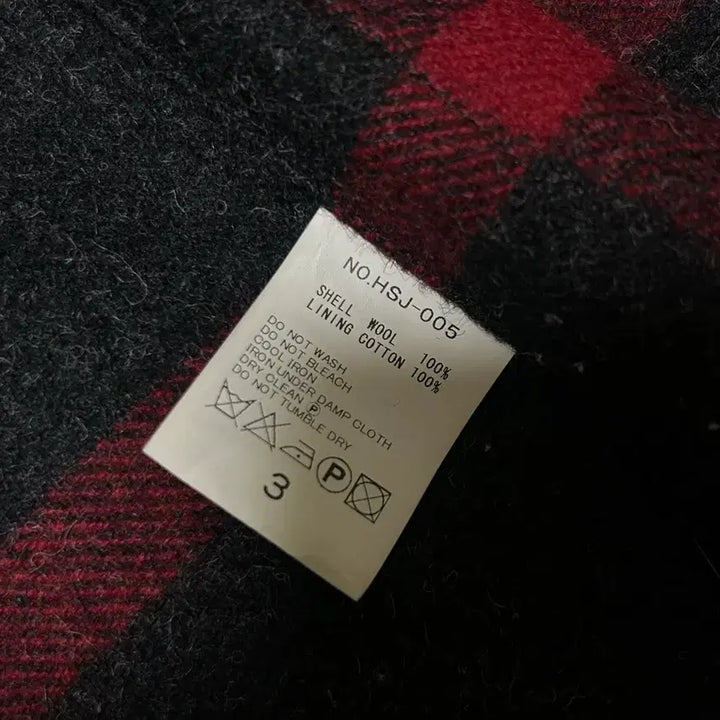 NO.HSJ-005
SHELL WOOL 100%
LINING COTTON 100%
DO NOT WASH
DO NOT BLEACH
COOL IRON
IRON UNDER DAMP CLOTH
DRY CLEAN Ⓟ
DO NOT TUMBLE DRY
P
3